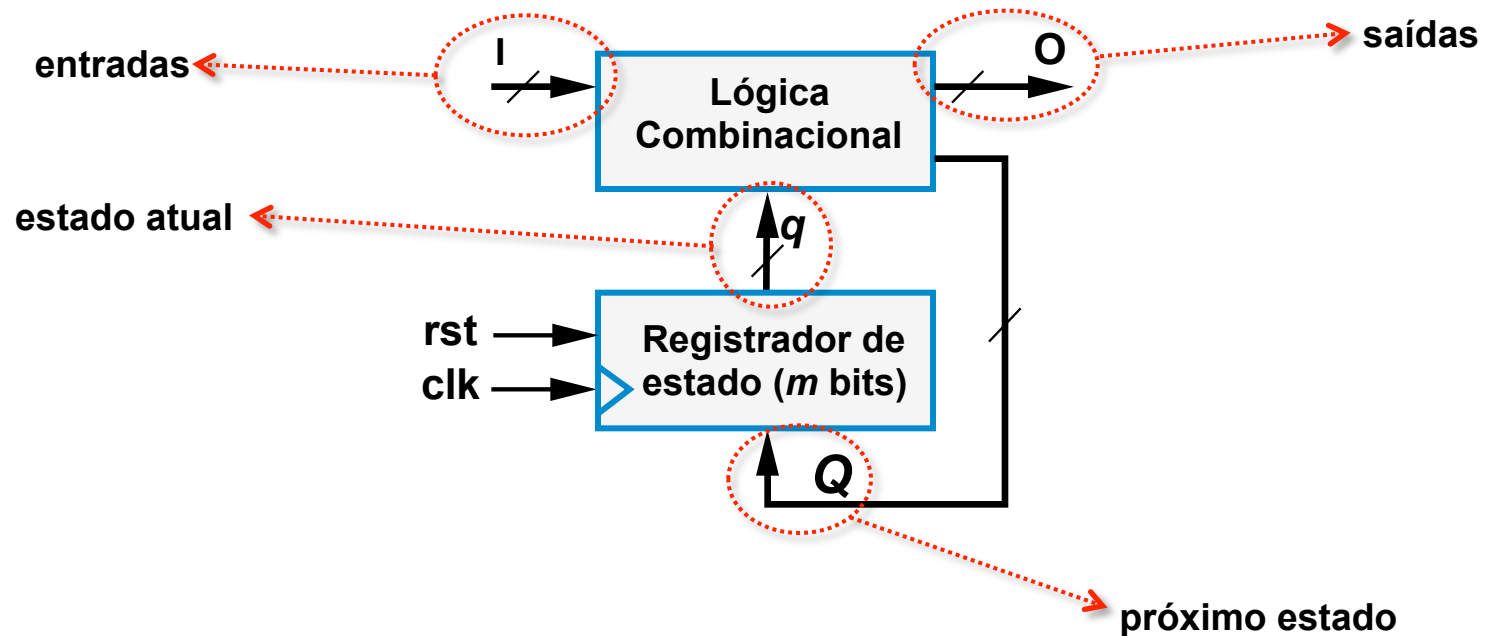 I
O
saídas
entradas
Lógica
Combinacional
estado atual
q
rst
Registrador de
clk
estado (m bits)
Q
próximo estado